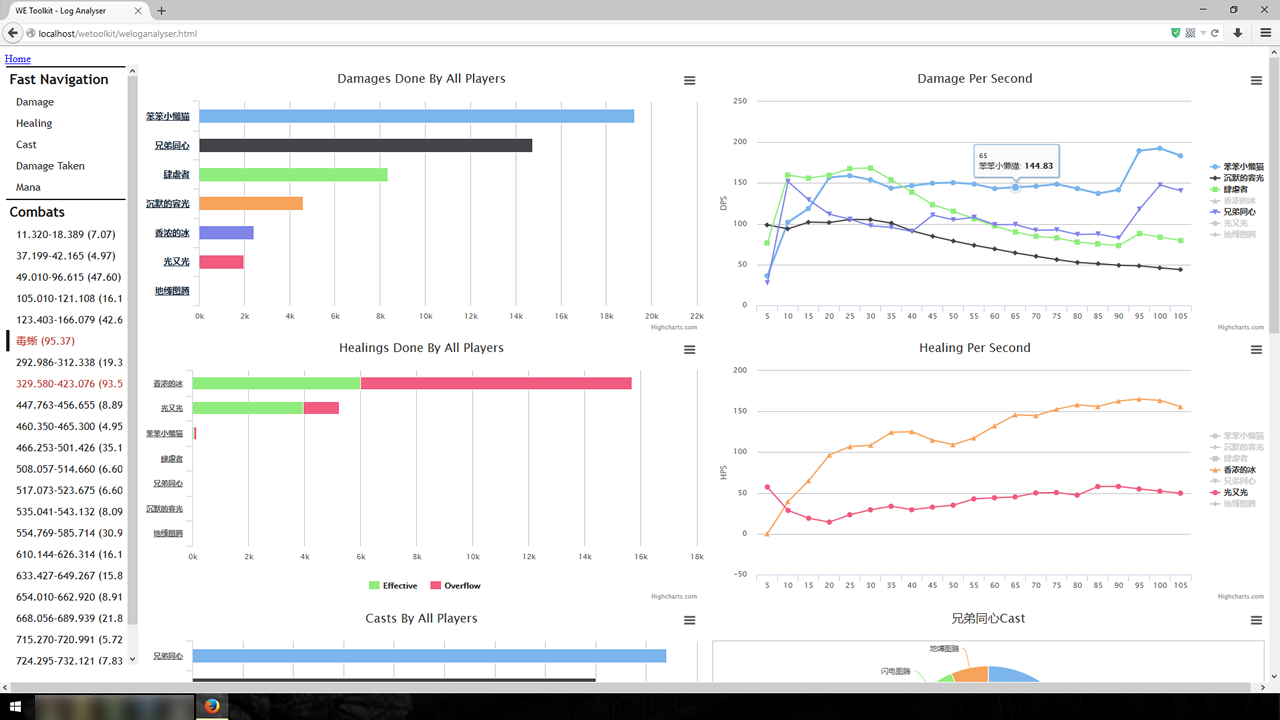 WE Toolkit - Log Analyser
localhost/wetoolkit/weloganalyser.html
Home
Fast Navigation
Damage
Healing
Cast
Damage Taken
Mana
Combats
11.320-18.389 (7.07)
37.199-42.165 (4.97)
49.010-96.615 (47.60)
105.010-121.108 (16.1
123.403-166.079 (42.6
毒蜥 (95.37)
292.986-312.338 (19.3
329.580-423.076 (93.5
447.763-456.655 (8.89
460.350-465.300 (4.95
466.253-501.426 (35.1
508.057-514.660 (6.60
517.073-523.675 (6.60
535.041-543.132 (8.09
554.769-585.714 (30.9
610.144-626.314 (16.1
633.427-649.267 (15.8
654.010-662.920 (8.91
668.056-689.939 (21.8
715.270-720.991 (5.72
724.295-732.121 (7.83
Damages Done By All Players
笨笨小懒猫
兄弟同心
肆虐者
沉默的容光
香浓的冰
光又光
地缚图腾
0k 2k 4k 6k 8k 10k 12k 14k 16k 18k 20k 22k
Highcharts.com
Damage Per Second
DPS
250
200
150
100
50
0
65
笨笨小懒猫: 144.83
5 10 15 20 25 30 35 40 45 50 55 60 65 70 75 80 85 90 95 100 105
笨笨小懒猫
沉默的容光
肆虐者
香浓的冰
兄弟同心
光又光
地缚图腾
Highcharts.com
Healings Done By All Players
香浓的冰
光又光
笨笨小懒猫
肆虐者
兄弟同心
沉默的容光
地缚图腾
0k 2k 4k 6k 8k 10k 12k 14k 16k 18k
Effective Overflow
Highcharts.com
Healing Per Second
HPS
200
150
100
50
0
−50
5 10 15 20 25 30 35 40 45 50 55 60 65 70 75 80 85 90 95 100 105
笨笨小懒猫
沉默的容光
肆虐者
香浓的冰
兄弟同心
光又光
地缚图腾
Highcharts.com
Casts By All Players
兄弟同心
兄弟同心Cast
地缚图腾
闪电图腾